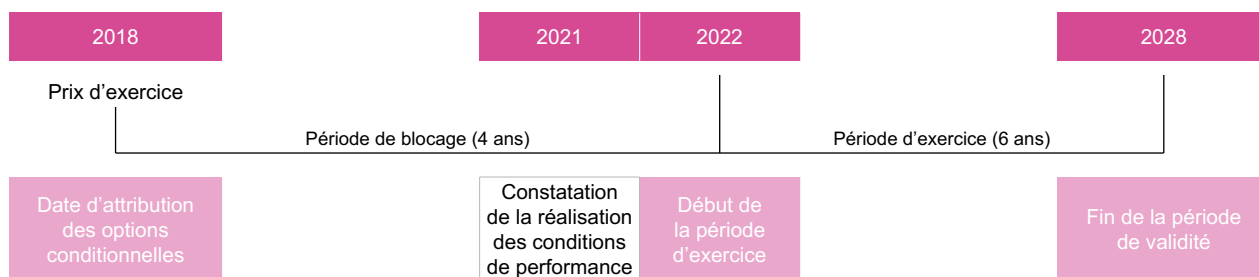 2018
2021
2022
2028
Prix d’exercice
Période de blocage (4 ans)
Période d’exercice (6 ans)
Date d’attribution
des options
conditionnelles
Constatation
de la réalisation
des conditions
de performance
Début de
la période
d’exercice
Fin de la période
de validité